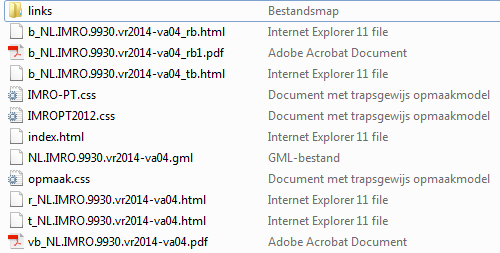 links Bestandsmap
b_NL.IMRO.9930.vr2014-va04_rb.html Internet Explorer 11 file
b_NL.IMRO.9930.vr2014-va04_rb1.pdf Adobe Acrobat Document
b_NL.IMRO.9930.vr2014-va04_tb.html Internet Explorer 11 file
IMRO-PT.css Document met trapsgewijs opmaakmodel
IMROPT2012.css Document met trapsgewijs opmaakmodel
index.html Internet Explorer 11 file
NL.IMRO.9930.vr2014-va04.gml GML-bestand
opmaak.css Document met trapsgewijs opmaakmodel
r_NL.IMRO.9930.vr2014-va04.html Internet Explorer 11 file
t_NL.IMRO.9930.vr2014-va04.html Internet Explorer 11 file
vb_NL.IMRO.9930.vr2014-va04.pdf Adobe Acrobat Document